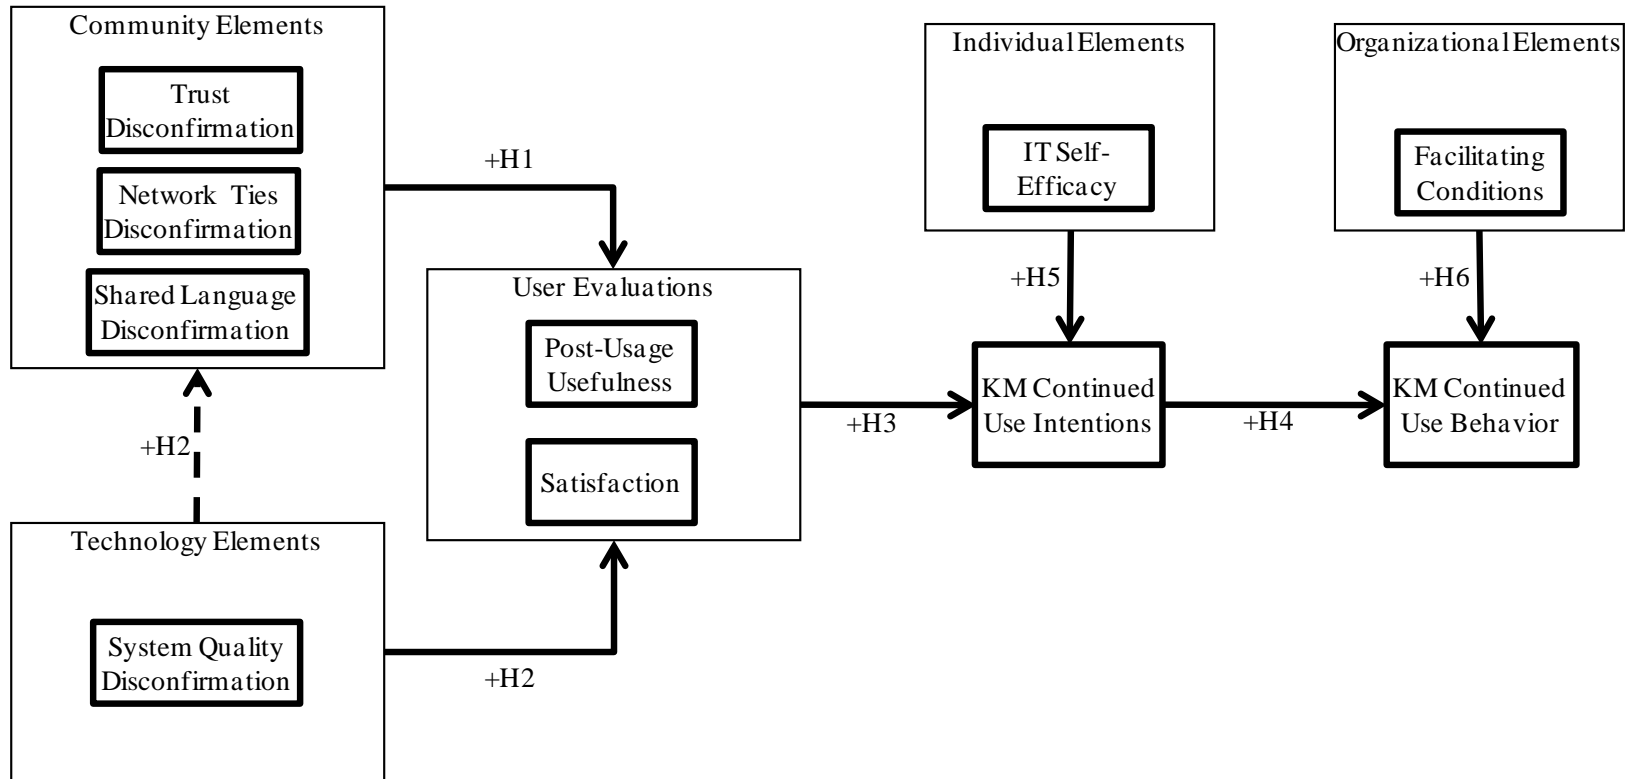 Community Elements
Trust
Disconfirmation
Network Ties
Disconfirmation
Shared Language
Disconfirmation
+H1
+H2
Technology Elements
System Quality
Disconfirmation
+H2
User Evaluations
Post-Usage
Usefulness
Satisfaction
+H3
Individual Elements
IT Self-
Efficacy
+H5
KM Continued
Use Intentions
+H4
Organizational Elements
Facilitating
Conditions
+H6
KM Continued
Use Behavior